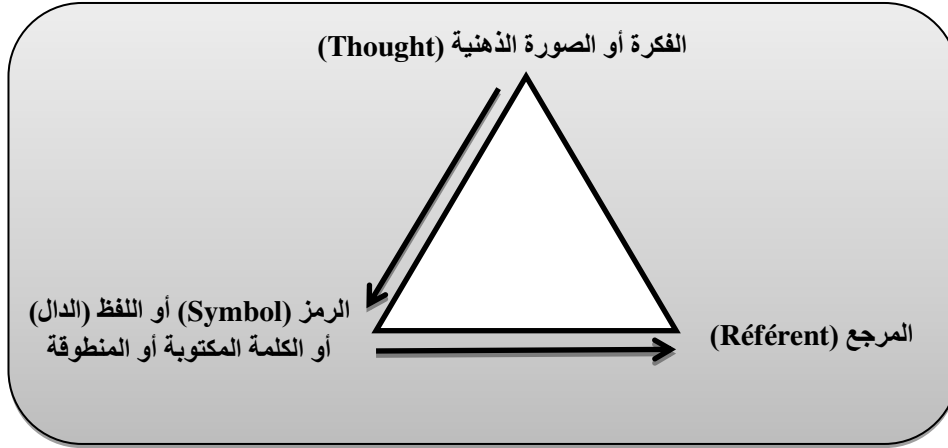 الفكرة أو الصورة الذهنية (Thought)
الرمز (Symbol) أو اللفظ (الدال)
أو الكلمة المكتوبة أو المنطوقة
المرجع (Référent)